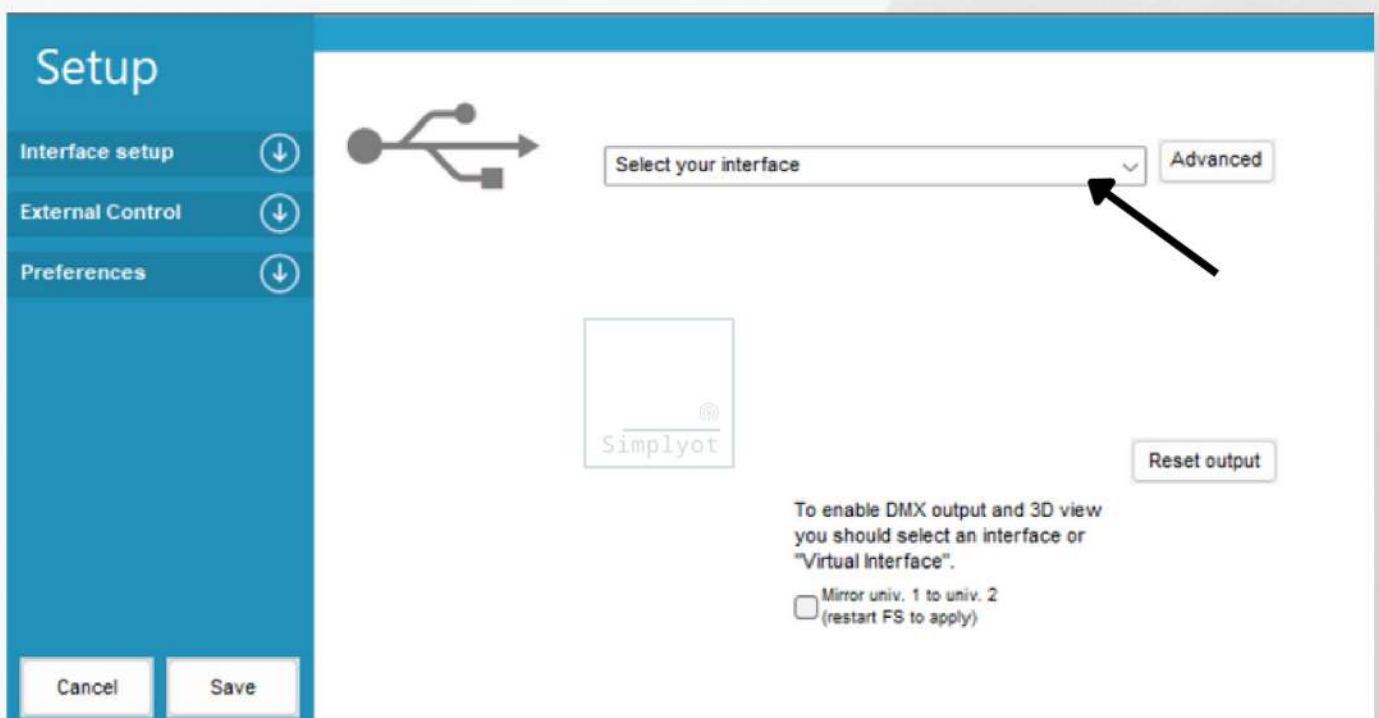 Setup
Interface setup
External Control
Preferences
Select your interface
Advanced
Simplyot
Reset output
To enable DMX output and 3D view
you should select an interface or
"Virtual Interface".
Mirror univ. 1 to univ. 2
(restart FS to apply)
Cancel
Save